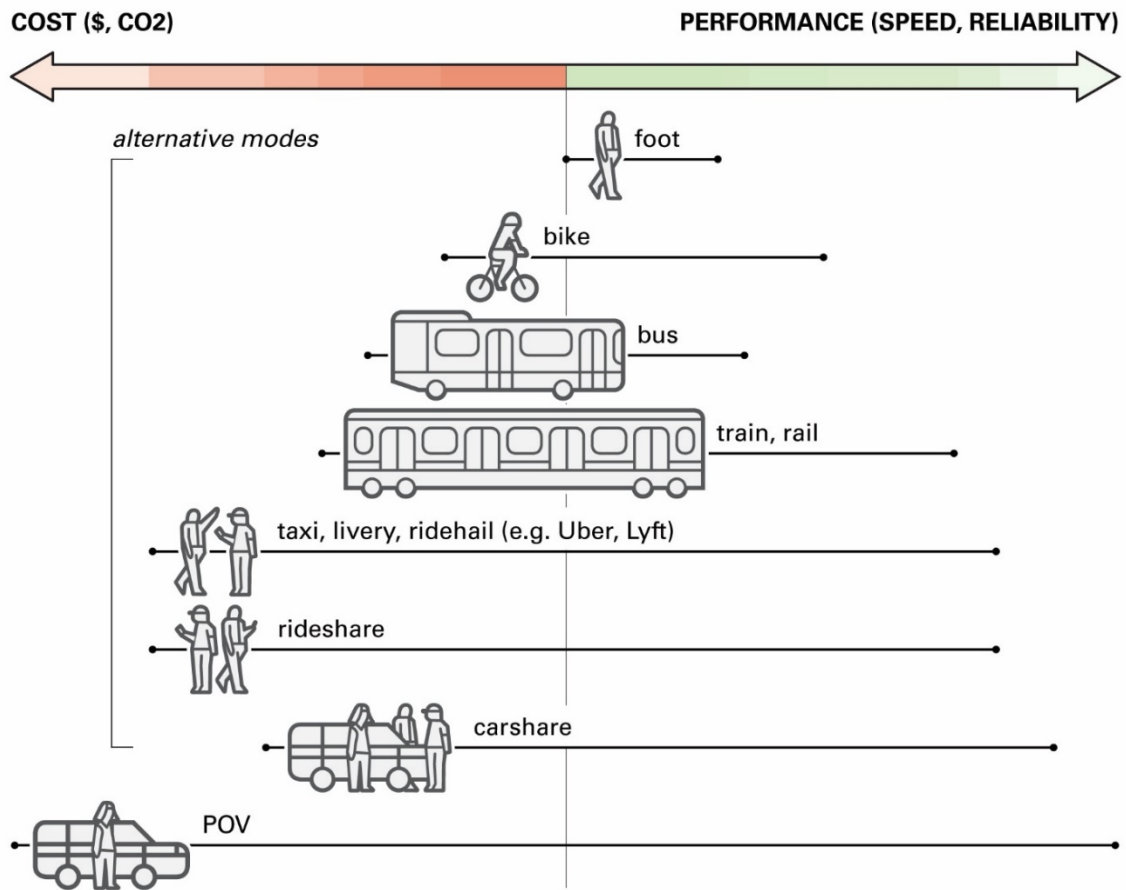 COST ($, CO2)
PERFORMANCE (SPEED, RELIABILITY)
alternative modes
foot
bike
bus
train, rail
taxi, livery, ridehail (e.g. Uber, Lyft)
rideshare
carshare
POV